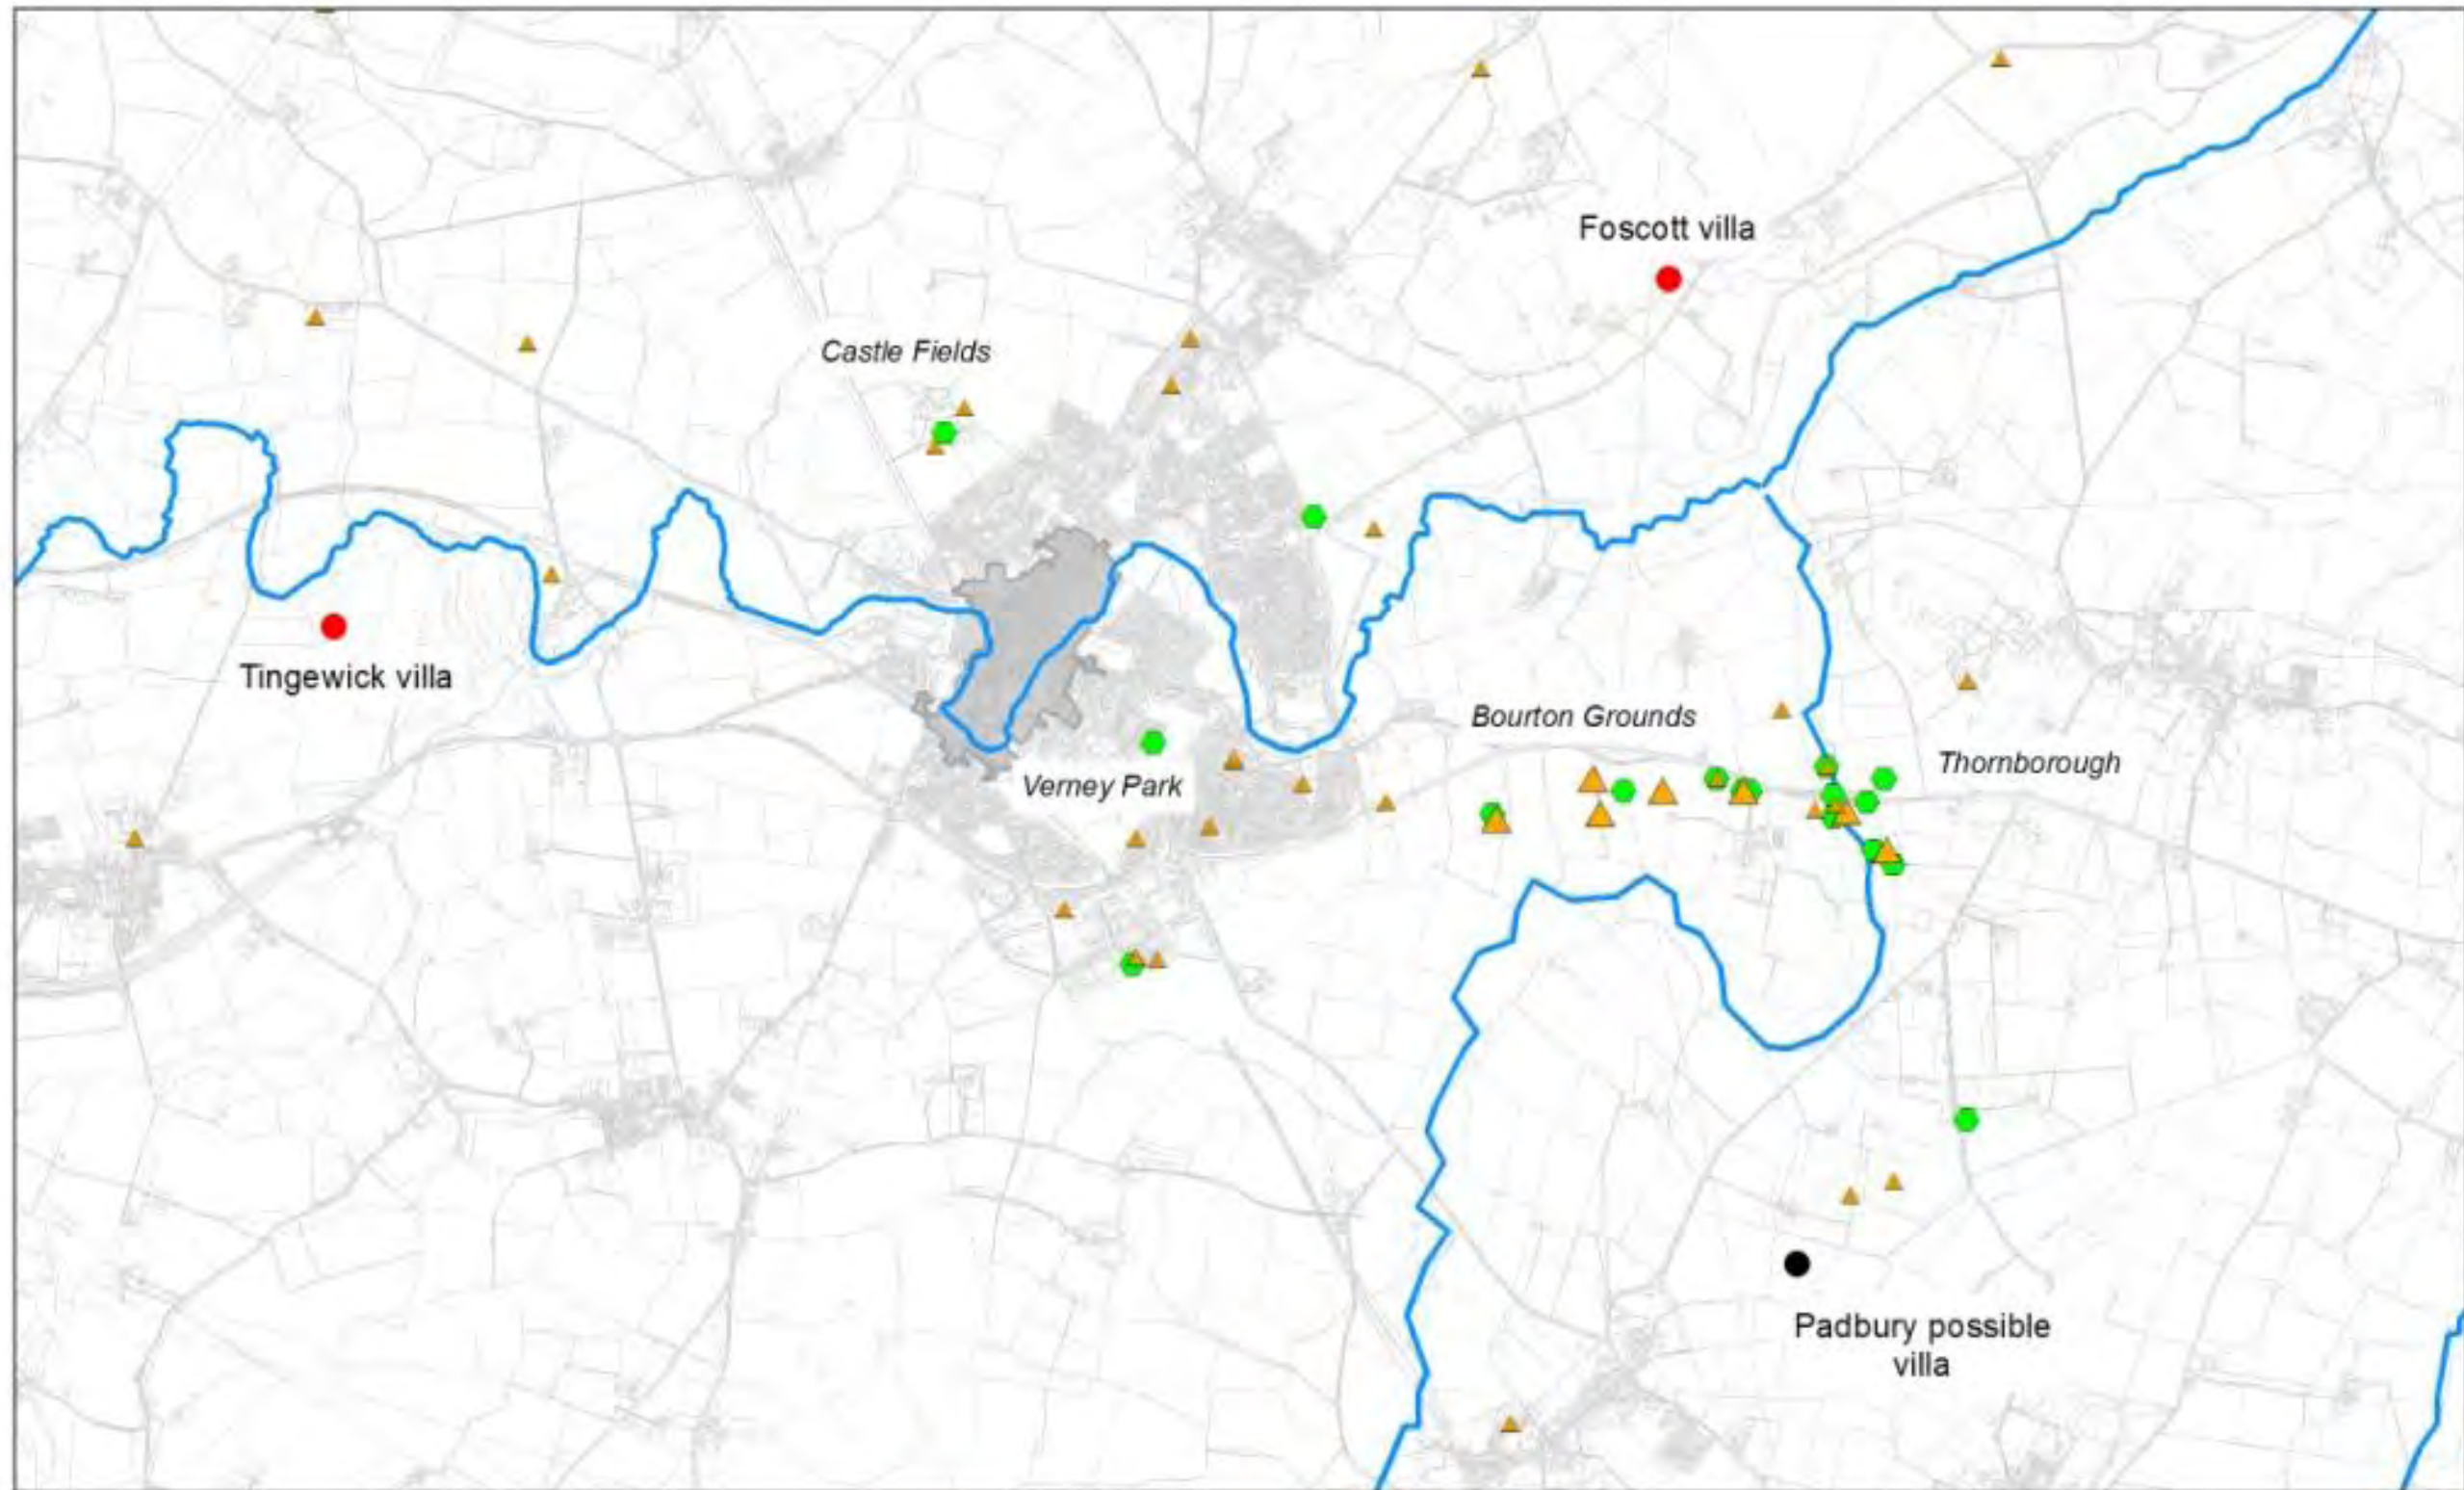 Foscott villa
Castle Fields
Tingewick villa
Bourton Grounds
Thornborough
Verney Park
Padbury possible
villa